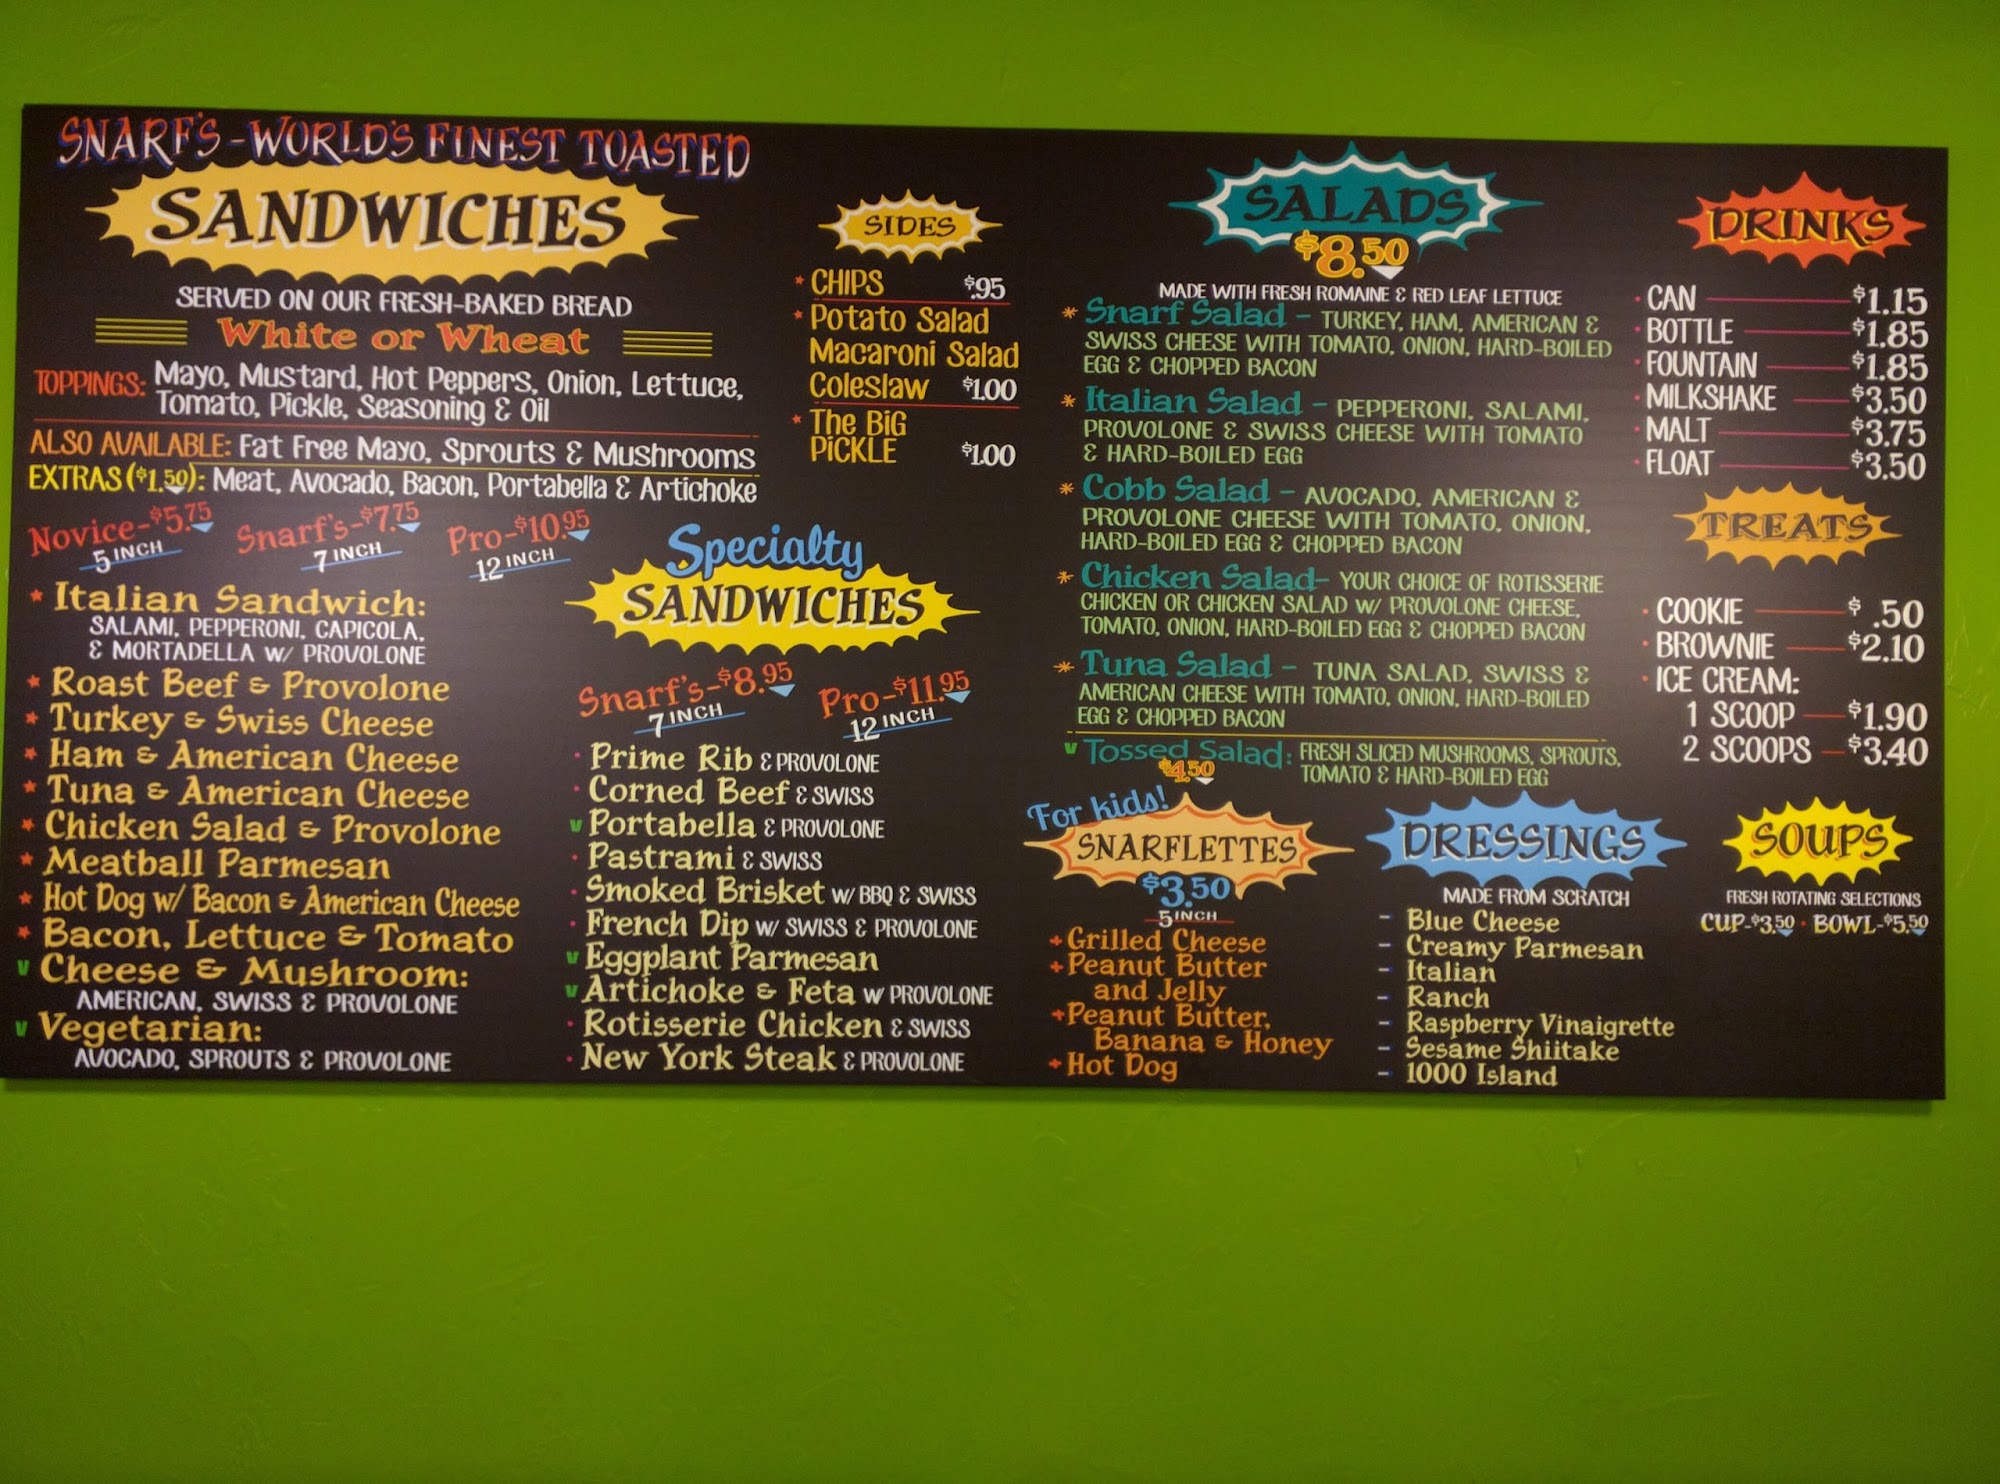 SNARF'S - WORLD'S FINEST TOASTED
SANDWICHES
SERVED ON OUR FRESH-BAKED BREAD
White or Wheat
TOPPINGS: Mayo, Mustard, Hot Peppers, Onion, Lettuce,
Tomato, Pickle, Seasoning & Oil
ALSO AVAILABLE: Fat Free Mayo, Sprouts & Mushrooms
EXTRAS ($1.50): Meat, Avocado, Bacon, Portabella & Artichoke
Novice-$5.75 Snarf's-$7.75 Pro-$10.95
5 INCH 7 INCH 12 INCH
* Italian Sandwich:
SALAMI, PEPPERONI, CAPICOLA,
& MORTADELLA W/ PROVOLONE
* Roast Beef & Provolone
* Turkey & Swiss Cheese
* Ham & American Cheese
* Tuna & American Cheese
* Chicken Salad & Provolone
* Meatball Parmesan
* Hot Dog w/ Bacon & American Cheese
* Bacon, Lettuce & Tomato
V Cheese & Mushroom:
AMERICAN, SWISS & PROVOLONE
V Vegetarian:
AVOCADO, SPROUTS & PROVOLONE
Specialty
SANDWICHES
Snarf's-$8.95 Pro-$11.95
7 INCH 12 INCH
· Prime Rib & PROVOLONE
· Corned Beef & SWISS
V Portabella & PROVOLONE
· Pastrami & SWISS
· Smoked Brisket W/ BBQ & SWISS
· French Dip W/ SWISS & PROVOLONE
V Eggplant Parmesan
V Artichoke & Feta W PROVOLONE
· Rotisserie Chicken & SWISS
· New York Steak & PROVOLONE
SIDES
* CHIPS $.95
* Potato Salad
Macaroni Salad
Coleslaw $1.00
* The BiG
PiCKLE $1.00
SALADS
$8.50
MADE WITH FRESH ROMAINE & RED LEAF LETTUCE
* Snarf Salad - TURKEY, HAM, AMERICAN &
SWISS CHEESE WITH TOMATO, ONION, HARD-BOILED
EGG & CHOPPED BACON
* Italian Salad - PEPPERONI, SALAMI,
PROVOLONE & SWISS CHEESE WITH TOMATO
& HARD-BOILED EGG
* Cobb Salad - AVOCADO, AMERICAN &
PROVOLONE CHEESE WITH TOMATO, ONION,
HARD-BOILED EGG & CHOPPED BACON
* Chicken Salad- YOUR CHOICE OF ROTISSERIE
CHICKEN OR CHICKEN SALAD W/ PROVOLONE CHEESE,
TOMATO, ONION, HARD-BOILED EGG & CHOPPED BACON
* Tuna Salad - TUNA SALAD, SWISS &
AMERICAN CHEESE WITH TOMATO, ONION, HARD-BOILED
EGG & CHOPPED BACON
V Tossed Salad: FRESH SLICED MUSHROOMS, SPROUTS,
$4.50 TOMATO & HARD-BOILED EGG
For kids!
SNARFLETTES
$3.50
5 INCH
+ Grilled Cheese
+ Peanut Butter
and Jelly
+ Peanut Butter,
Banana & Honey
+ Hot Dog
DRESSINGS
MADE FROM SCRATCH
- Blue Cheese
- Creamy Parmesan
- Italian
- Ranch
- Raspberry Vinaigrette
- Sesame Shiitake
- 1000 Island
DRINKS
· CAN $1.15
· BOTTLE $1.85
· FOUNTAIN $1.85
· MILKSHAKE $3.50
· MALT $3.75
· FLOAT $3.50
TREATS
· COOKIE $ .50
· BROWNIE $2.10
· ICE CREAM:
1 SCOOP $1.90
2 SCOOPS $3.40
SOUPS
FRESH ROTATING SELECTIONS
CUP-$3.50 · BOWL-$5.50